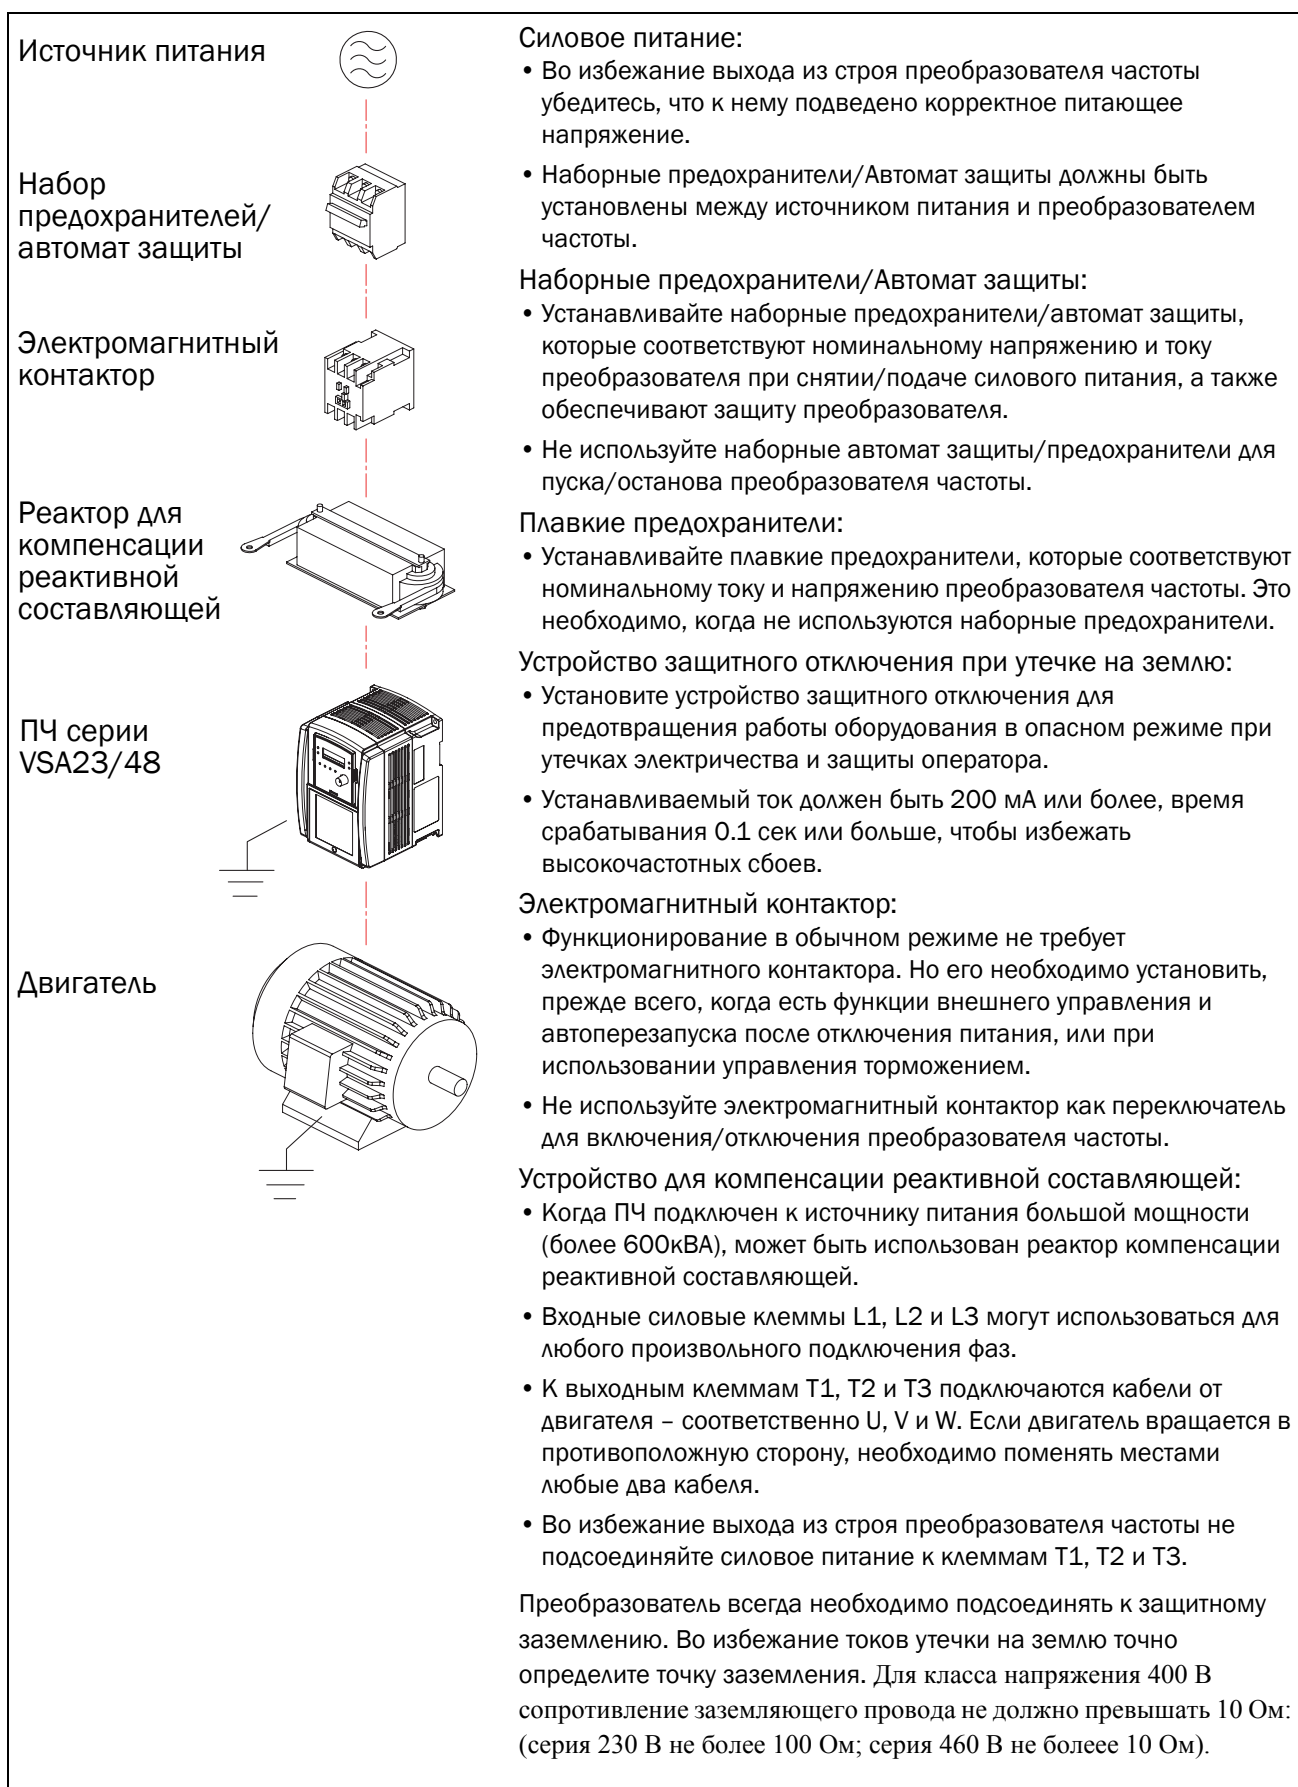 Источник питания
Набор
предохранителей/
автомат защиты
Электромагнитный
контактор
Реактор для
компенсации
реактивной
составляющей
ПЧ серии
VSA23/48
Двигатель
Силовое питание:
• Во избежание выхода из строя преобразователя частоты
убедитесь, что к нему подведено корректное питающее
напряжение.
• Наборные предохранители/Автомат защиты должны быть
установлены между источником питания и преобразователем
частоты.
Наборные предохранители/Автомат защиты:
• Устанавливайте наборные предохранители/автомат защиты,
которые соответствуют номинальному напряжению и току
преобразователя при снятии/подаче силового питания, а также
обеспечивают защиту преобразователя.
• Не используйте наборные автомат защиты/предохранители для
пуска/останова преобразователя частоты.
Плавкие предохранители:
• Устанавливайте плавкие предохранители, которые соответствуют
номинальному току и напряжению преобразователя частоты. Это
необходимо, когда не используются наборные предохранители.
Устройство защитного отключения при утечке на землю:
• Установите устройство защитного отключения для
предотвращения работы оборудования в опасном режиме при
утечках электричества и защиты оператора.
• Устанавливаемый ток должен быть 200 мА или более, время
срабатывания 0.1 сек или больше, чтобы избежать
высокочастотных сбоев.
Электромагнитный контактор:
• Функционирование в обычном режиме не требует
электромагнитного контактора. Но его необходимо установить,
прежде всего, когда есть функции внешнего управления и
автоперезапуска после отключения питания, или при
использовании управления торможением.
• Не используйте электромагнитный контактор как переключатель
для включения/отключения преобразователя частоты.
Устройство для компенсации реактивной составляющей:
• Когда ПЧ подключен к источнику питания большой мощности
(более 600кВА), может быть использован реактор компенсации
реактивной составляющей.
• Входные силовые клеммы L1, L2 и L3 могут использоваться для
любого произвольного подключения фаз.
• К выходным клеммам T1, T2 и T3 подключаются кабели от
двигателя – соответственно U, V и W. Если двигатель вращается в
противоположную сторону, необходимо поменять местами
любые два кабеля.
• Во избежание выхода из строя преобразователя частоты не
подсоединяйте силовое питание к клеммам T1, T2 и T3.
Преобразователь всегда необходимо подсоединять к защитному
заземлению. Во избежание токов утечки на землю точно
определите точку заземления. Для класса напряжения 400 В
сопротивление заземляющего провода не должно превышать 10 Ом:
(серия 230 В не более 100 Ом; серия 460 В не болеее 10 Ом).